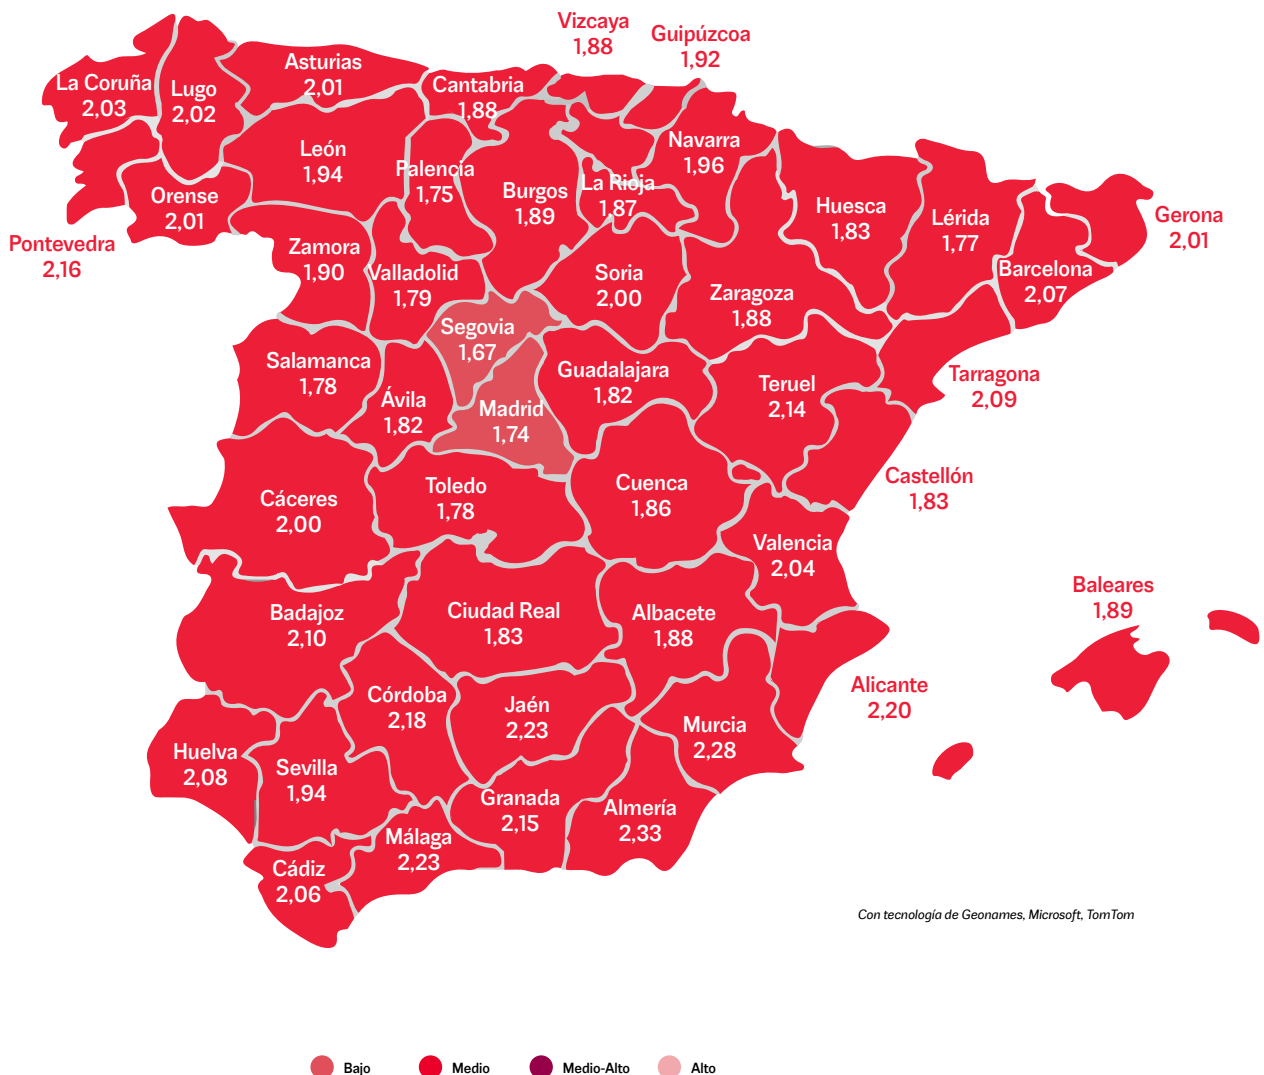 Vizcaya
1,88
Guipúzcoa
1,92
Asturias
2,01
Cantabria
1,88
La Coruña
2,03
Lugo
2,02
Navarra
1,96
León
1,94
Palencia
1,75
Burgos
1,89
La Rioja
1,87
Orense
2,01
Huesca
1,83
Lérida
1,77
Gerona
2,01
Pontevedra
2,16
Zamora
1,90
Valladolid
1,79
Soria
2,00
Zaragoza
1,88
Barcelona
2,07
Segovia
1,67
Salamanca
1,78
Guadalajara
1,82
Teruel
2,14
Tarragona
2,09
Ávila
1,82
Madrid
1,74
Castellón
1,83
Cáceres
2,00
Toledo
1,78
Cuenca
1,86
Valencia
2,04
Baleares
1,89
Badajoz
2,10
Ciudad Real
1,83
Albacete
1,88
Alicante
2,20
Córdoba
2,18
Jaén
2,23
Murcia
2,28
Huelva
2,08
Sevilla
1,94
Granada
2,15
Almería
2,33
Málaga
2,23
Cádiz
2,06
Con tecnología de Geonames, Microsoft, TomTom
Bajo Medio Medio-Alto Alto